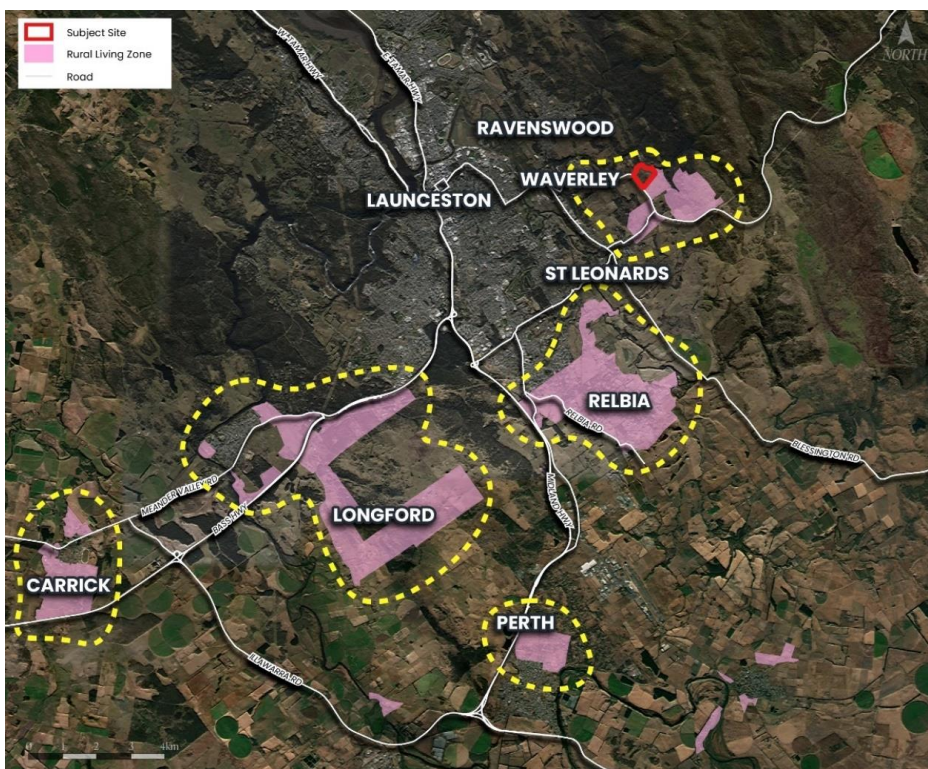 Subject Site
Rural Living Zone
Road
NORTH
W.TAMAR HWY
E.TAMAR HWY
RAVENSWOOD
WAVERLEY
LAUNCESTON
ST LEONARDS
RELBIA
RELBIA RD
BLESSINGTON RD
MEANDER VALLEY RD
BASS HWY
LONGFORD
MIDLAND HWY
CARRICK
PERTH
ILLAWARRA RD
0 1 2 4km